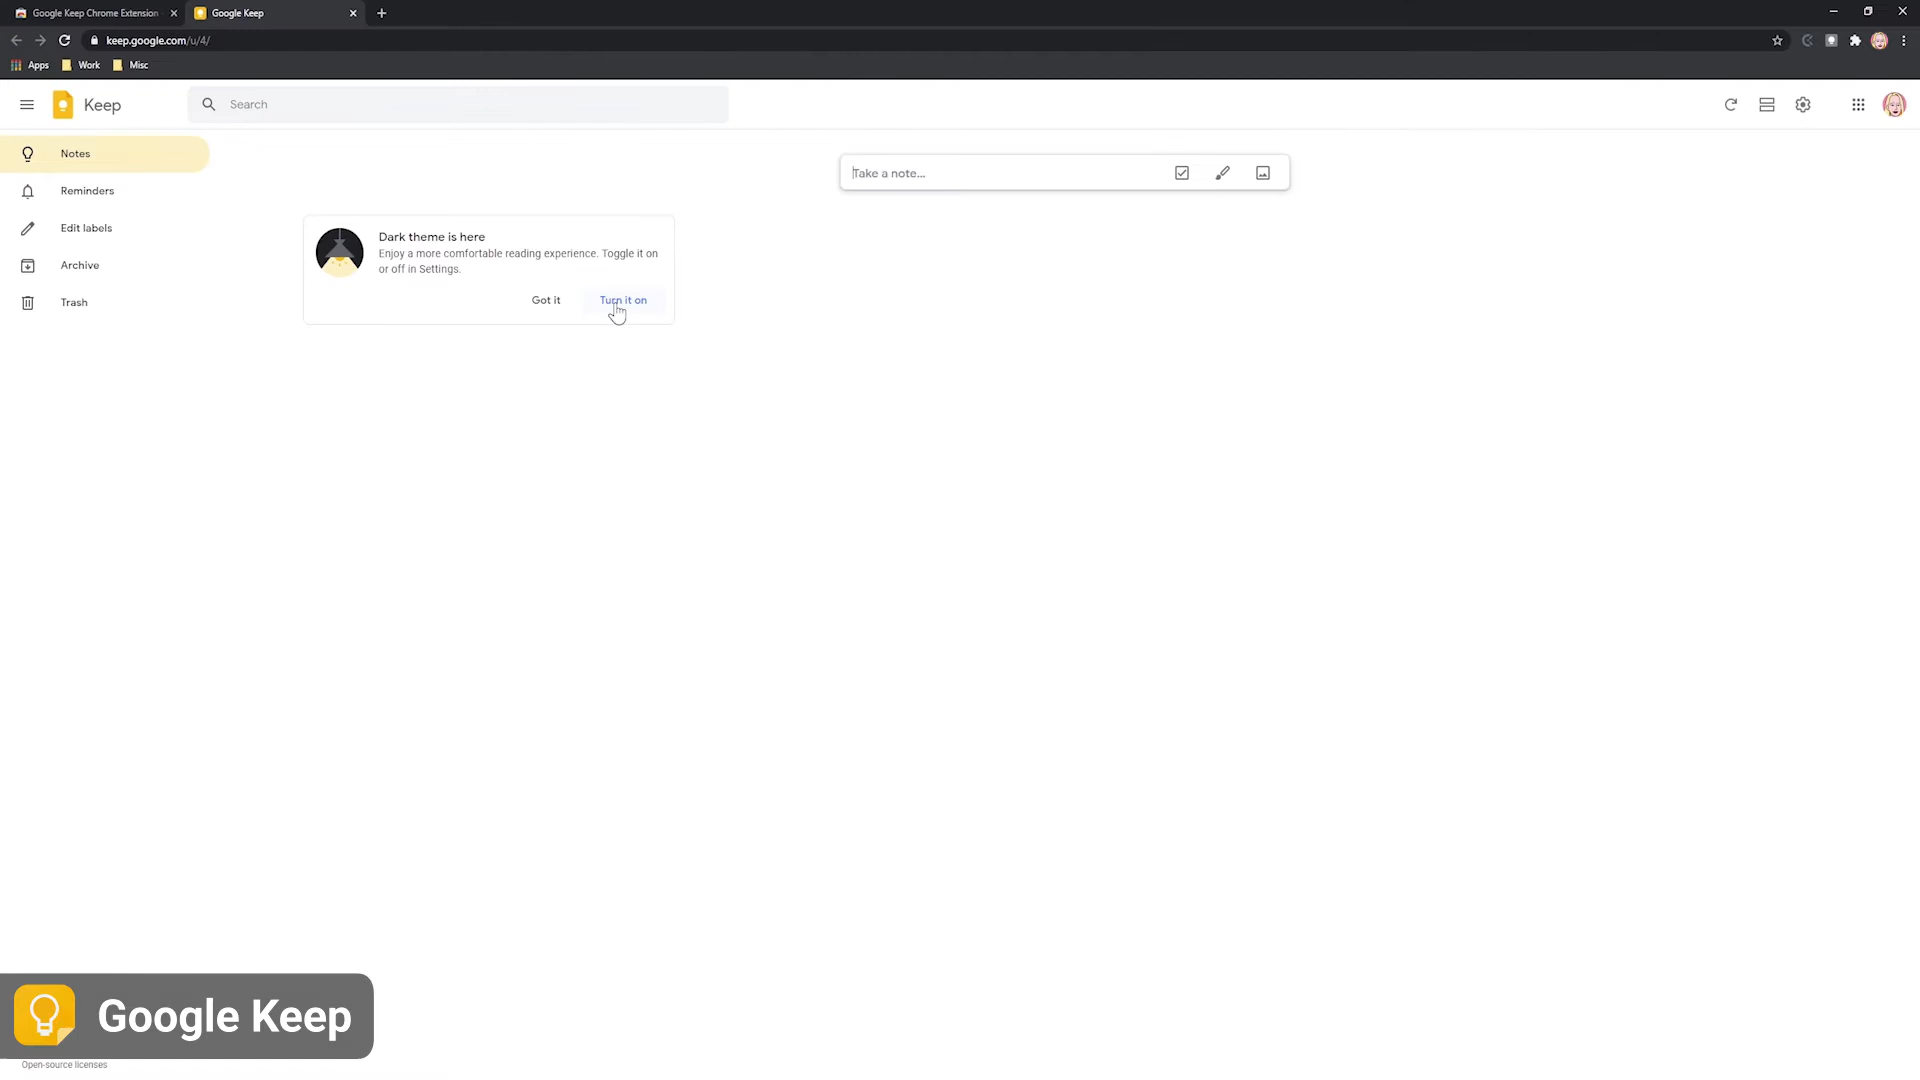 Google Keep Chrome Extension
Google Keep
keep.google.com/u/4/
Apps
Work
Misc
Keep
Search
Notes
Reminders
Edit labels
Archive
Trash
Take a note...
Dark theme is here
Enjoy a more comfortable reading experience. Toggle it on
or off in Settings.
Got it
Turn it on
Google Keep
Open-source licenses